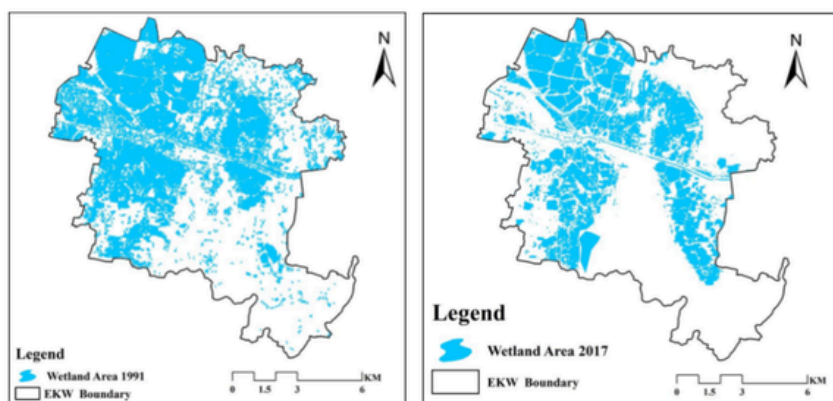 N
Legend
Wetland Area 1991
EKW Boundary
KM
0 1.5 3 6
N
Legend
Wetland Area 2017
EKW Boundary
KM
0 1.5 3 6